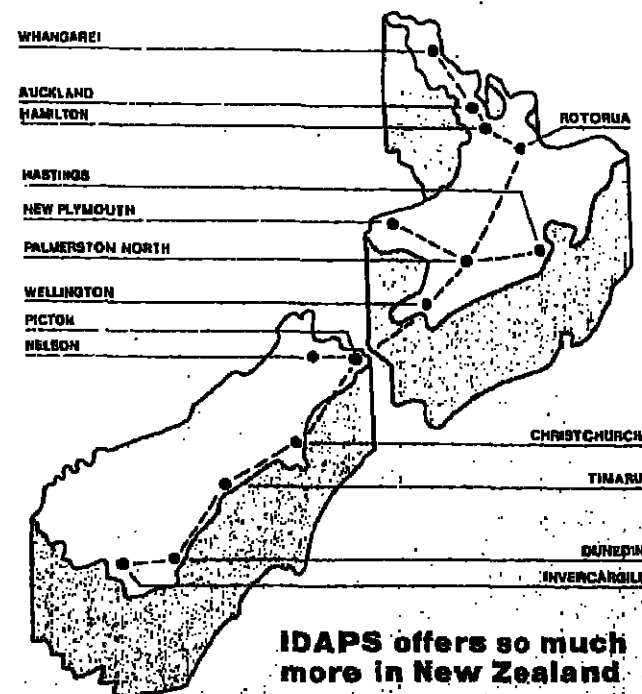 WHANGAREI
AUCKLAND
HAMILTON
ROTORUA
HASTINGS
NEW PLYMOUTH
PALMERSTON NORTH
WELLINGTON
PICTON
NELSON
CHRISTCHURCH
TIMARU
DUNEDIN
INVERCARGILL
IDAPS offers so much
more in New Zealand